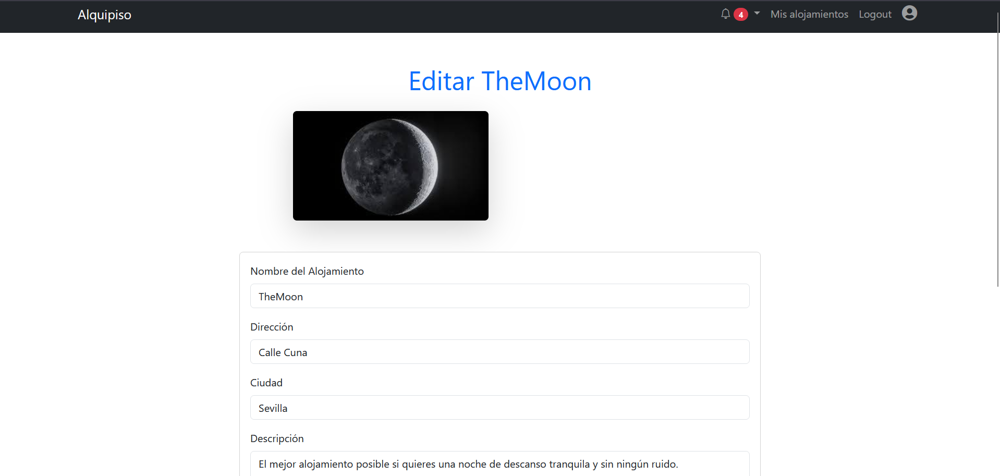 Alquipiso
4
Mis alojamientos
Logout
Editar TheMoon
Nombre del Alojamiento
TheMoon
Dirección
Calle Cuna
Ciudad
Sevilla
Descripción
El mejor alojamiento posible si quieres una noche de descanso tranquila y sin ningún ruido.